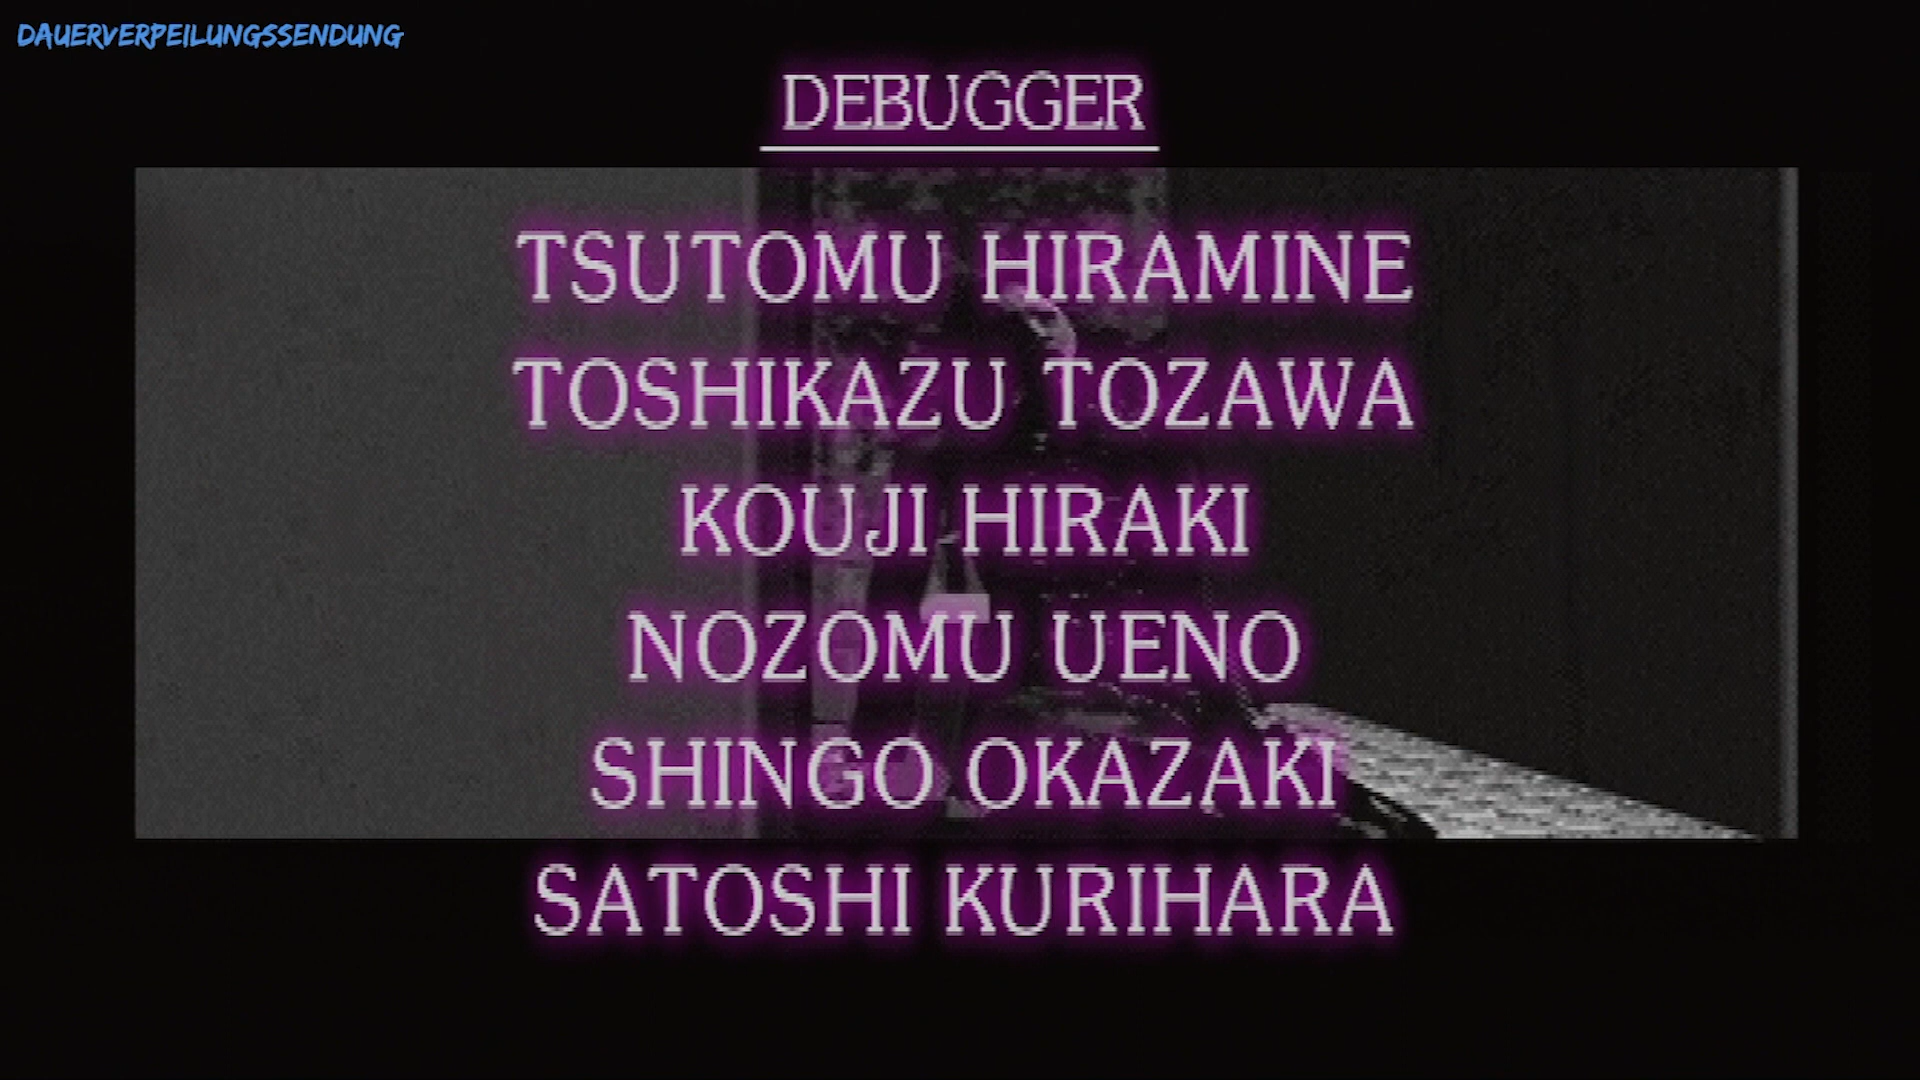 DAUERVERPEILUNGSSENDUNG
DEBUGGER
TSUTOMU HIRAMINE
TOSHIKAZU TOZAWA
KOUJI HIRAKI
NOZOMU UENO
SHINGO OKAZAKI
SATOSHI KURIHARA